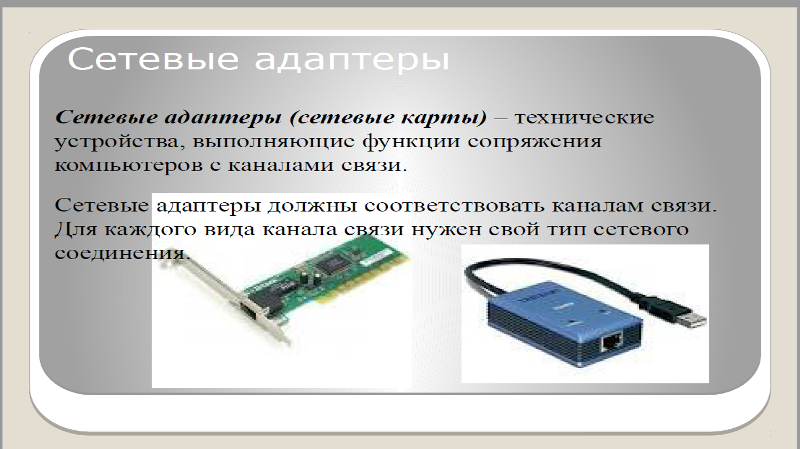 Сетевые адаптеры
Сетевые адаптеры (сетевые карты) – технические
устройства, выполняющие функции сопряжения
компьютеров с каналами связи.
Сетевые адаптеры должны соответствовать каналам связи.
Для каждого вида канала связи нужен свой тип сетевого
соединения.